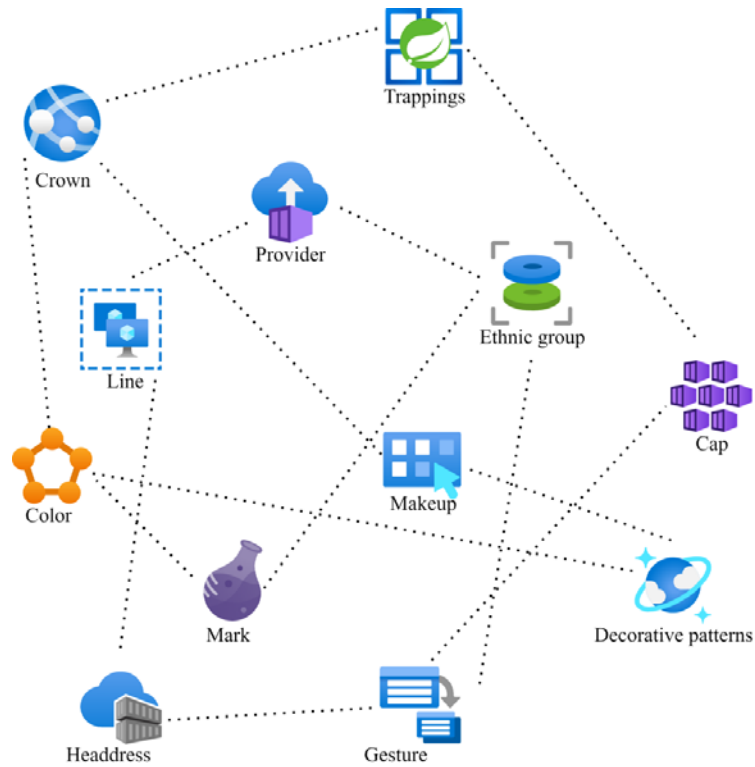 Trappings
Crown
Provider
Ethnic group
Line
Cap
Makeup
Color
Mark
Decorative patterns
Headdress
Gesture